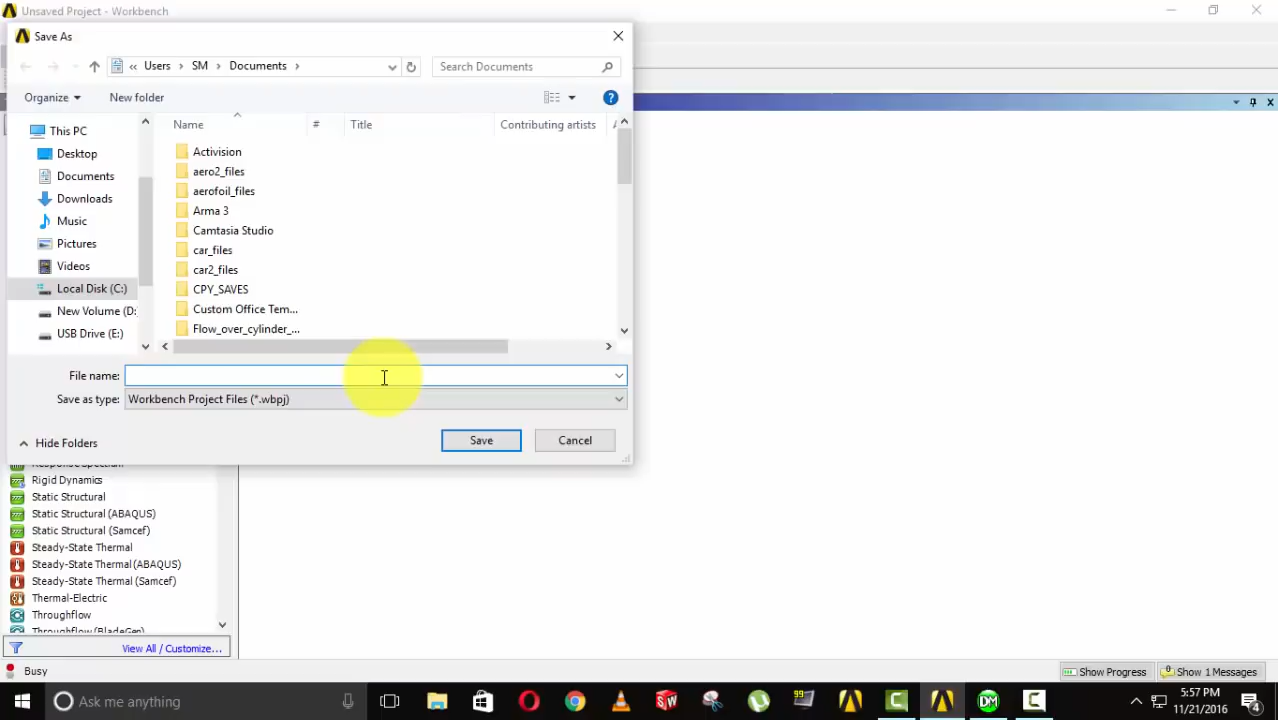 Unsaved Project - Workbench
Save As
« Users › SM › Documents ›
Search Documents
Organize
New folder
?
This PC
Desktop
Documents
Downloads
Music
Pictures
Videos
Local Disk (C:)
New Volume (D:
USB Drive (E:)
Name # Title Contributing artists
Activision
aero2_files
aerofoil_files
Arma 3
Camtasia Studio
car_files
car2_files
CPY_SAVES
Custom Office Tem...
Flow_over_cylinder_...
File name:
Save as type: Workbench Project Files (*.wbpj)
Hide Folders
Save
Cancel
Response Spectrum
Rigid Dynamics
Static Structural
Static Structural (ABAQUS)
Static Structural (Samcef)
Steady-State Thermal
Steady-State Thermal (ABAQUS)
Steady-State Thermal (Samcef)
Thermal-Electric
Throughflow
Throughflow (BladeGen)
View All / Customize...
Busy
Show Progress
Show 1 Messages
Ask me anything
5:57 PM
11/21/2016